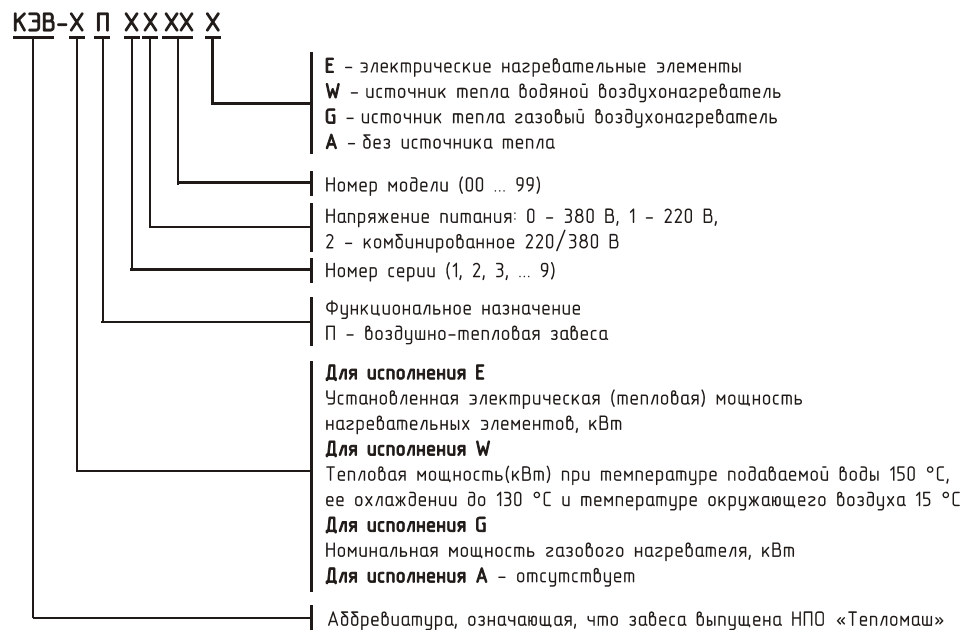 КЭВ-Х П ХХ ХХ Х
E - электрические нагревательные элементы
W - источник тепла водяной воздухонагреватель
G - источник тепла газовый воздухонагреватель
A - без источника тепла
Номер модели (00 ... 99)
Напряжение питания: 0 - 380 В, 1 - 220 В,
2 - комбинированное 220/380 В
Номер серии (1, 2, 3, ... 9)
Функциональное назначение
П - воздушно-тепловая завеса
Для исполнения E
Установленная электрическая (тепловая) мощность
нагревательных элементов, кВт
Для исполнения W
Тепловая мощность(кВт) при температуре подаваемой воды 150 °С,
ее охлаждении до 130 °С и температуре окружающего воздуха 15 °С
Для исполнения G
Номинальная мощность газового нагревателя, кВт
Для исполнения A - отсутствует
Аббревиатура, означающая, что завеса выпущена НПО «Тепломаш»